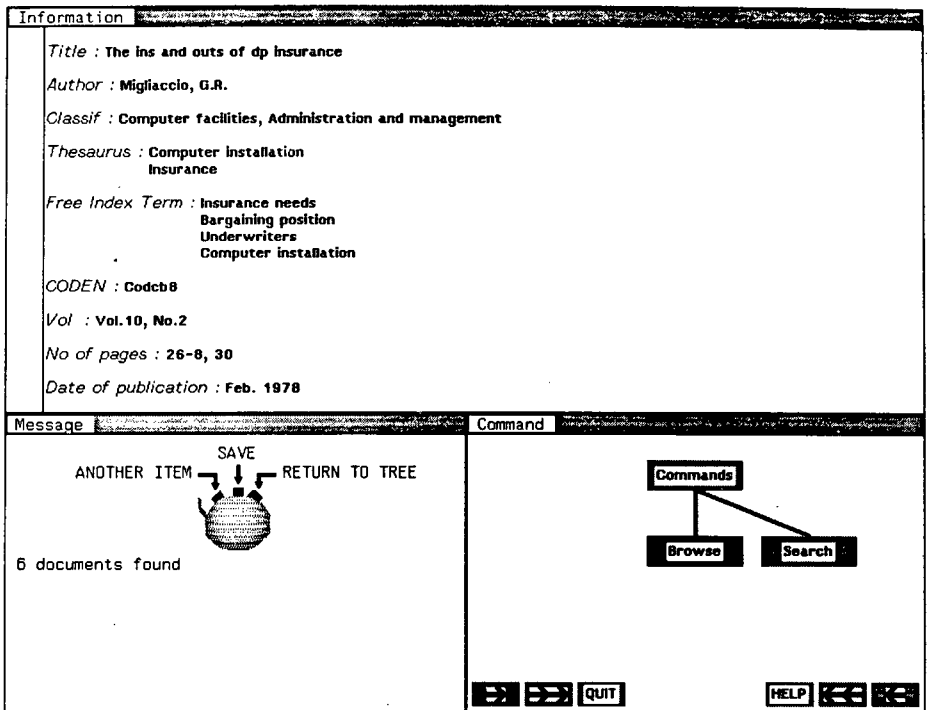 Information
Title : The ins and outs of dp insurance
Author : Migliaccio, G.R.
Classif : Computer facilities, Administration and management
Thesaurus : Computer installation
Insurance
Free Index Term : Insurance needs
Bargaining position
Underwriters
Computer installation
CODEN : Codcb8
Vol : Vol.10, No.2
No of pages : 26-8, 30
Date of publication : Feb. 1978
Message
SAVE
ANOTHER ITEM RETURN TO TREE
6 documents found
Command
Commands
Browse Search
QUIT HELP